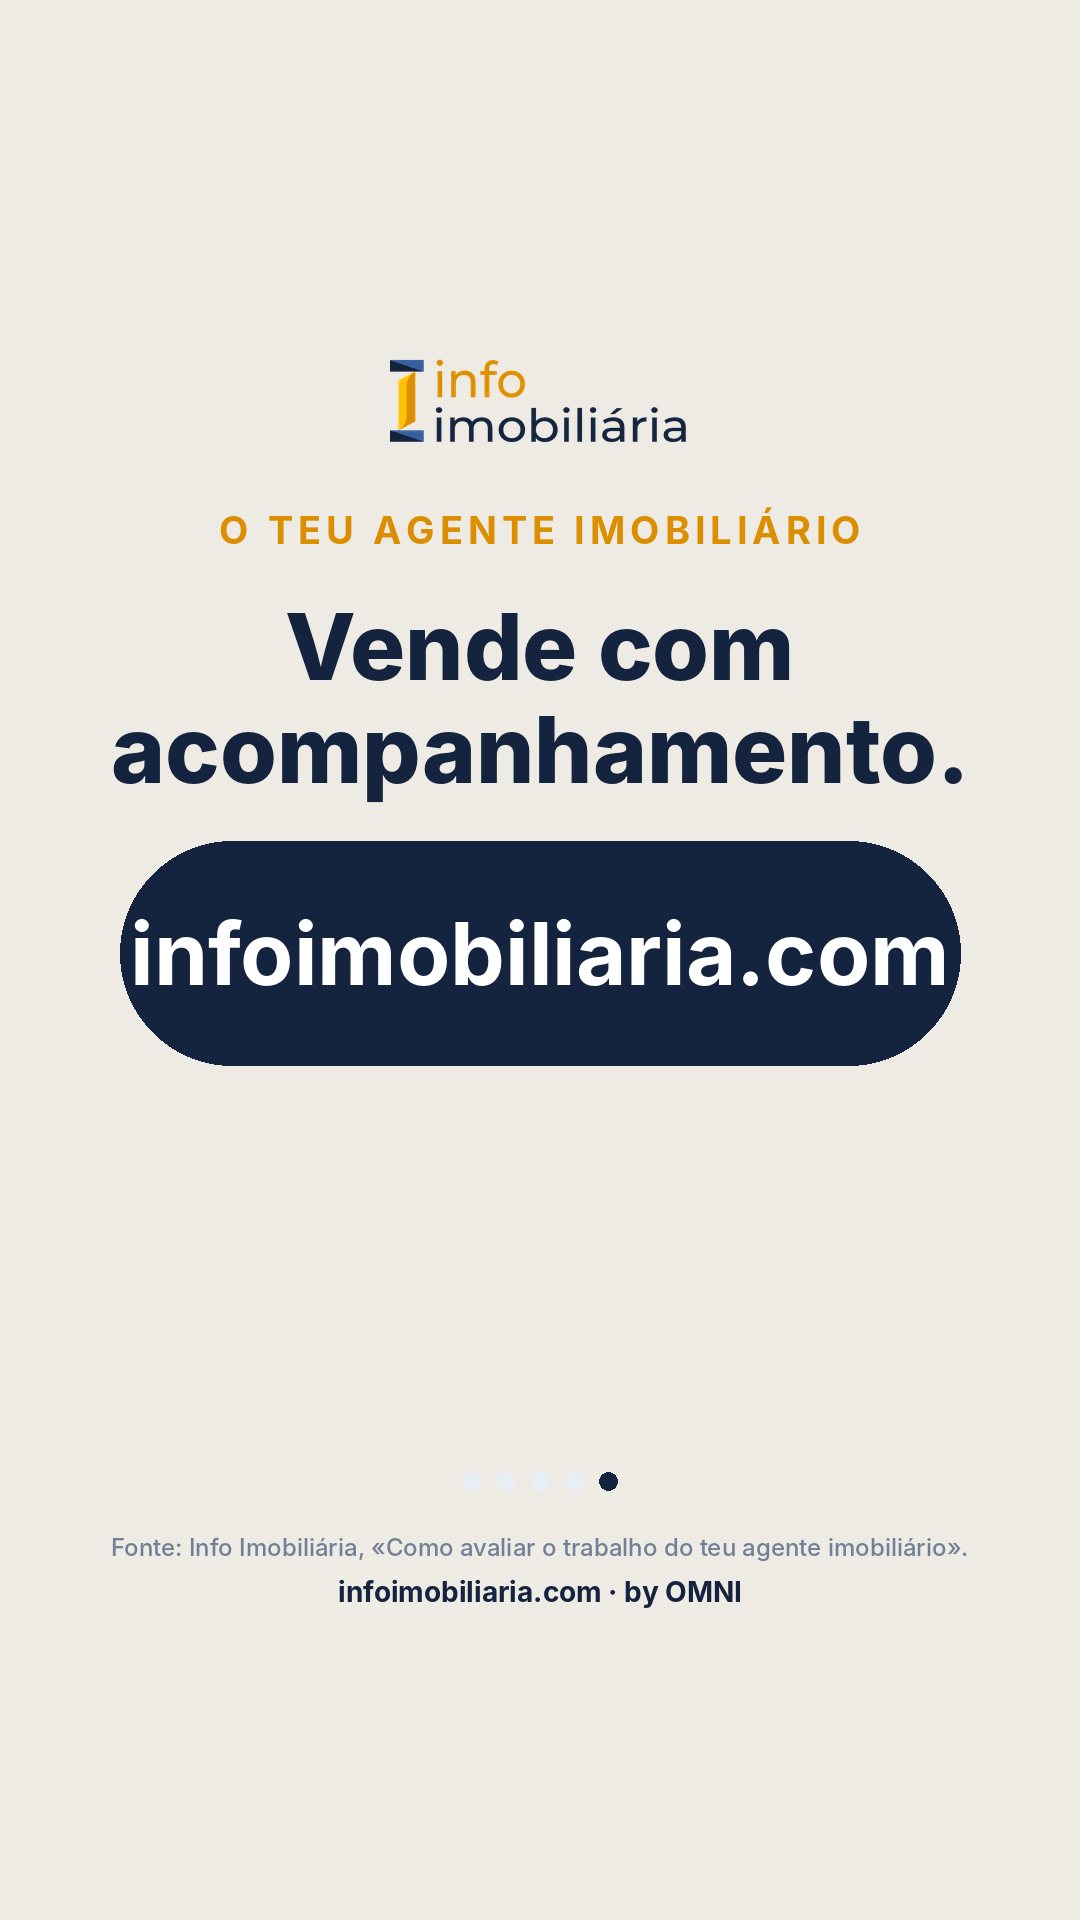 info
imobiliária
O TEU AGENTE IMOBILIÁRIO
Vende com
acompanhamento.
infoimobiliaria.com
Fonte: Info Imobiliária, «Como avaliar o trabalho do teu agente imobiliário».
infoimobiliaria.com · by OMNI